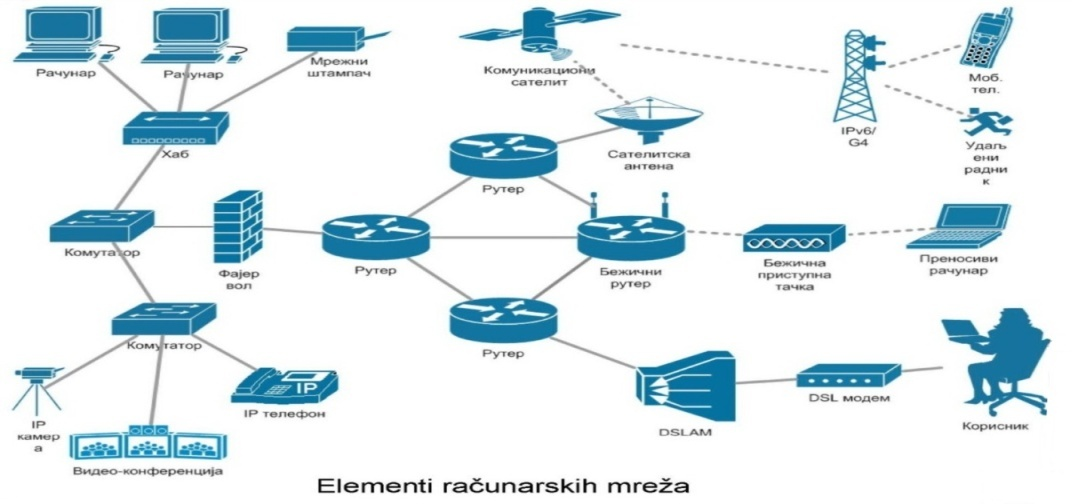 Рачунар
Рачунар
Мрежни
штампач
Комуникациони
сателит
Моб.
тел.
IPv6/
G4
Хаб
Сателитска
антена
Удаљ
ени
радни
к
Рутер
Комутатор
Фајер
вол
Рутер
Бежични
рутер
Бежична
приступна
тачка
Преносиви
рачунар
Комутатор
Рутер
IP
IP
камер
а
IP телефон
DSL модем
DSLAM
Корисник
Видео-конференција
Elementi računarskih mreža